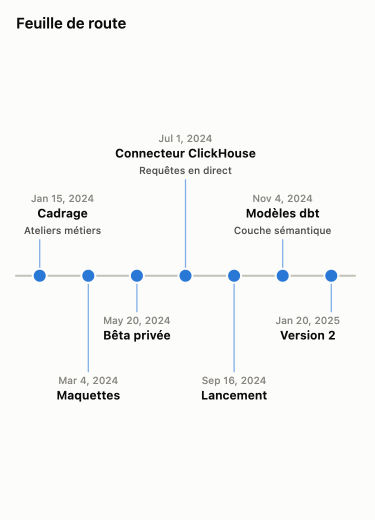 Feuille de route
Jul 1, 2024
Connecteur ClickHouse
Requêtes en direct
Jan 15, 2024
Cadrage
Ateliers métiers
Nov 4, 2024
Modèles dbt
Couche sémantique
May 20, 2024
Bêta privée
Jan 20, 2025
Version 2
Mar 4, 2024
Maquettes
Sep 16, 2024
Lancement